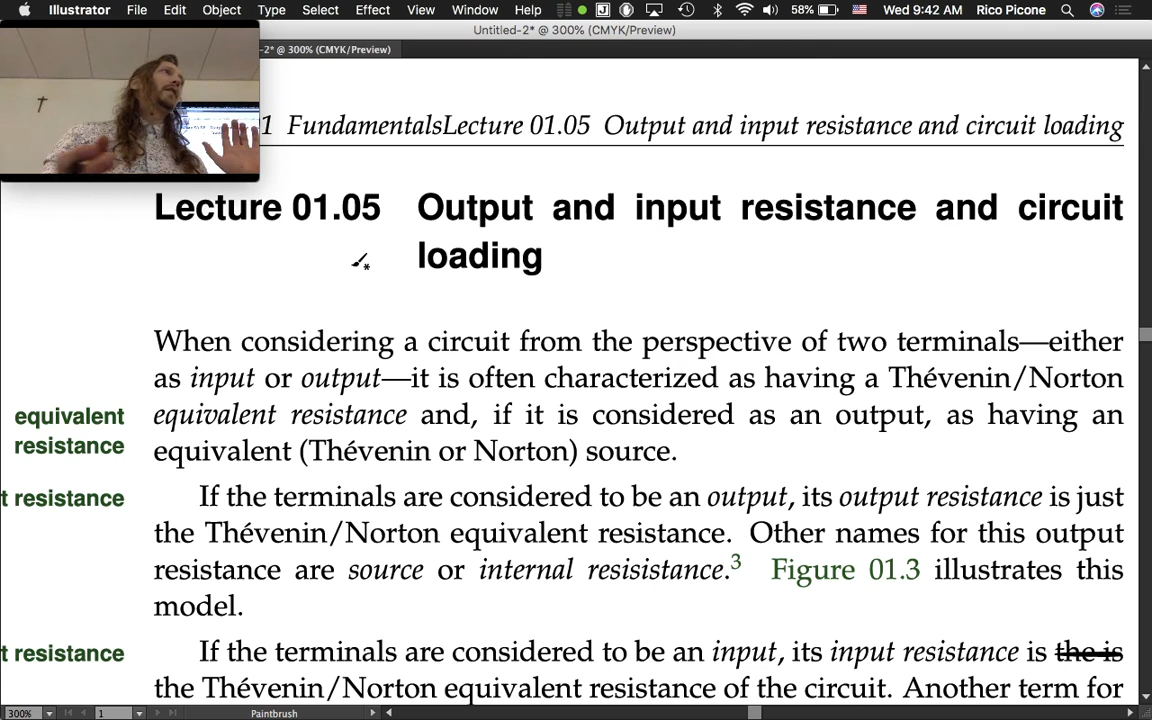 Illustrator File Edit Object Type Select Effect View Window Help 58% Wed 9:42 AM Rico Picone
Untitled-2* @ 300% (CMYK/Preview)
-2* @ 300% (CMYK/Preview)
1 FundamentalsLecture 01.05 Output and input resistance and circuit loading
Lecture 01.05 Output and input resistance and circuit
loading
When considering a circuit from the perspective of two terminals—either
as input or output—it is often characterized as having a Thévenin/Norton
equivalent
resistance
equivalent resistance and, if it is considered as an output, as having an
equivalent (Thévenin or Norton) source.
t resistance
If the terminals are considered to be an output, its output resistance is just
the Thévenin/Norton equivalent resistance. Other names for this output
resistance are source or internal resisistance.3 Figure 01.3 illustrates this
model.
t resistance
If the terminals are considered to be an input, its input resistance is the is
the Thévenin/Norton equivalent resistance of the circuit. Another term for
300% 1 Paintbrush